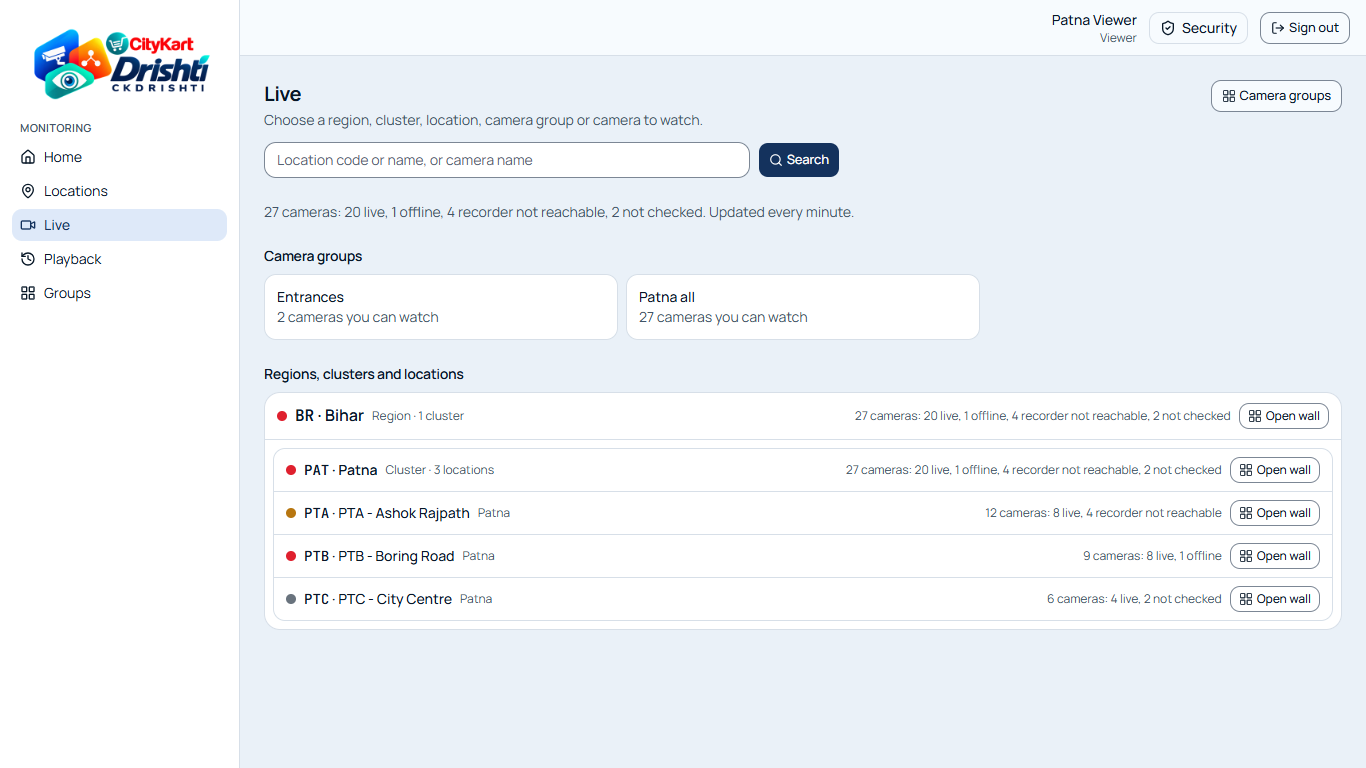 CityKart
Drishti
CKDRISHTI
MONITORING
Home
Locations
Live
Playback
Groups
Patna Viewer
Viewer
Security
Sign out
Live
Choose a region, cluster, location, camera group or camera to watch.
Camera groups
Location code or name, or camera name
Search
27 cameras: 20 live, 1 offline, 4 recorder not reachable, 2 not checked. Updated every minute.
Camera groups
Entrances
2 cameras you can watch
Patna all
27 cameras you can watch
Regions, clusters and locations
BR · Bihar Region · 1 cluster 27 cameras: 20 live, 1 offline, 4 recorder not reachable, 2 not checked Open wall
PAT · Patna Cluster · 3 locations 27 cameras: 20 live, 1 offline, 4 recorder not reachable, 2 not checked Open wall
PTA · PTA - Ashok Rajpath Patna 12 cameras: 8 live, 4 recorder not reachable Open wall
PTB · PTB - Boring Road Patna 9 cameras: 8 live, 1 offline Open wall
PTC · PTC - City Centre Patna 6 cameras: 4 live, 2 not checked Open wall